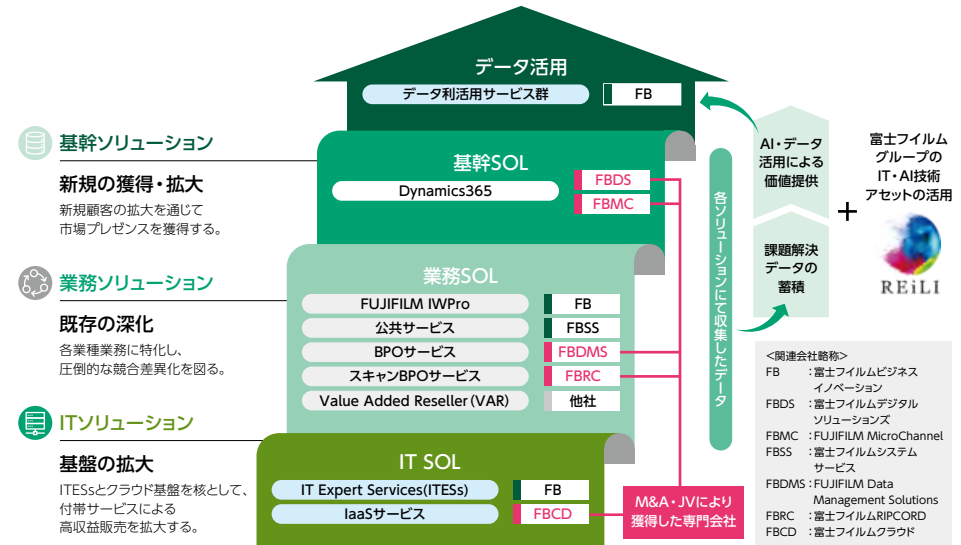 データ活用
データ利活用サービス群
FB
基幹ソリューション
新規の獲得・拡大
新規顧客の拡大を通じて
市場プレゼンスを獲得する。
基幹SOL
Dynamics365
FBDS
FBMC
業務ソリューション
既存の深化
各業種業務に特化し、
圧倒的な競合差異化を図る。
業務SOL
FUJIFILM IWPro
FB
公共サービス
FBSS
BPOサービス
FBDMS
スキャンBPOサービス
FBRC
Value Added Reseller(VAR)
他社
ITソリューション
基盤の拡大
ITESsとクラウド基盤を核として、
付帯サービスによる
高収益販売を拡大する。
IT SOL
IT Expert Services(ITESs)
FB
IaaSサービス
FBCD
M&A・JVにより
獲得した専門会社
各ソリューションにて収集したデータ
AI・データ
活用による
価値提供
課題解決
データの
蓄積
+
富士フイルム
グループの
IT・AI技術
アセットの活用
REiLI
<関連会社略称>
FB :富士フイルムビジネス
イノベーション
FBDS :富士フイルムデジタル
ソリューションズ
FBMC :FUJIFILM MicroChannel
FBSS :富士フイルムシステム
サービス
FBDMS:FUJIFILM Data
Management Solutions
FBRC :富士フイルムRIPCORD
FBCD :富士フイルムクラウド